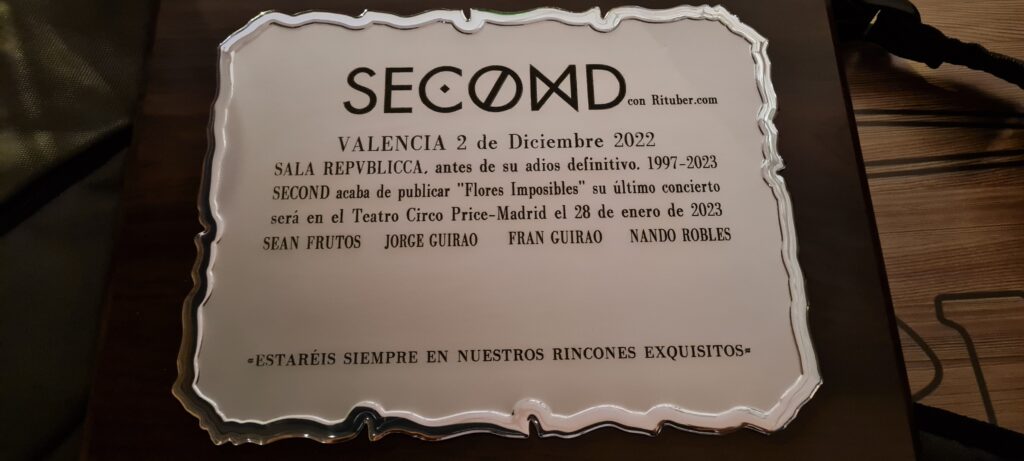 SECOND con Rituber.com
VALENCIA 2 de Diciembre 2022
SALA REPVBLICCA, antes de su adios definitivo. 1997-2023
SECOND acaba de publicar "Flores Imposibles" su último concierto
será en el Teatro Circo Price-Madrid el 28 de enero de 2023
SEAN FRUTOS JORGE GUIRAO FRAN GUIRAO NANDO ROBLES
"ESTARÉIS SIEMPRE EN NUESTROS RINCONES EXQUISITOS"